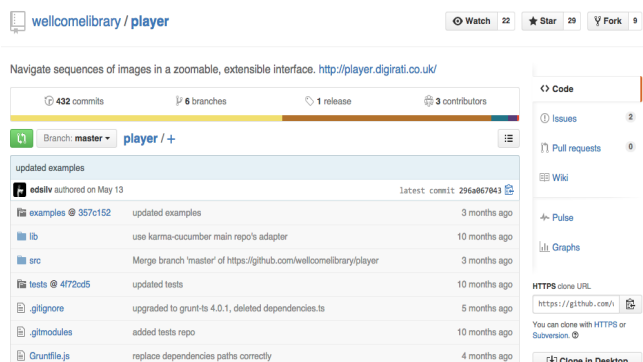 wellcomelibrary / player
Watch 22 Star 29 Fork 9
Navigate sequences of images in a zoomable, extensible interface. http://player.digirati.co.uk/
432 commits 6 branches 1 release 3 contributors
Branch: master player / +
updated examples
edsilv authored on May 13 latest commit 296a067043
examples @ 357c152 updated examples 3 months ago
lib use karma-cucumber main repo's adapter 10 months ago
src Merge branch 'master' of https://github.com/wellcomelibrary/player 3 months ago
tests @ 4f72cd5 updated tests 10 months ago
.gitignore upgraded to grunt-ts 4.0.1, deleted dependencies.ts 5 months ago
.gitmodules added tests repo 10 months ago
Gruntfile.js replace dependencies paths correctly 4 months ago
Code
Issues 2
Pull requests 0
Wiki
Pulse
Graphs
HTTPS clone URL
https://github.com/
You can clone with HTTPS or
Subversion.
Clone in Desktop